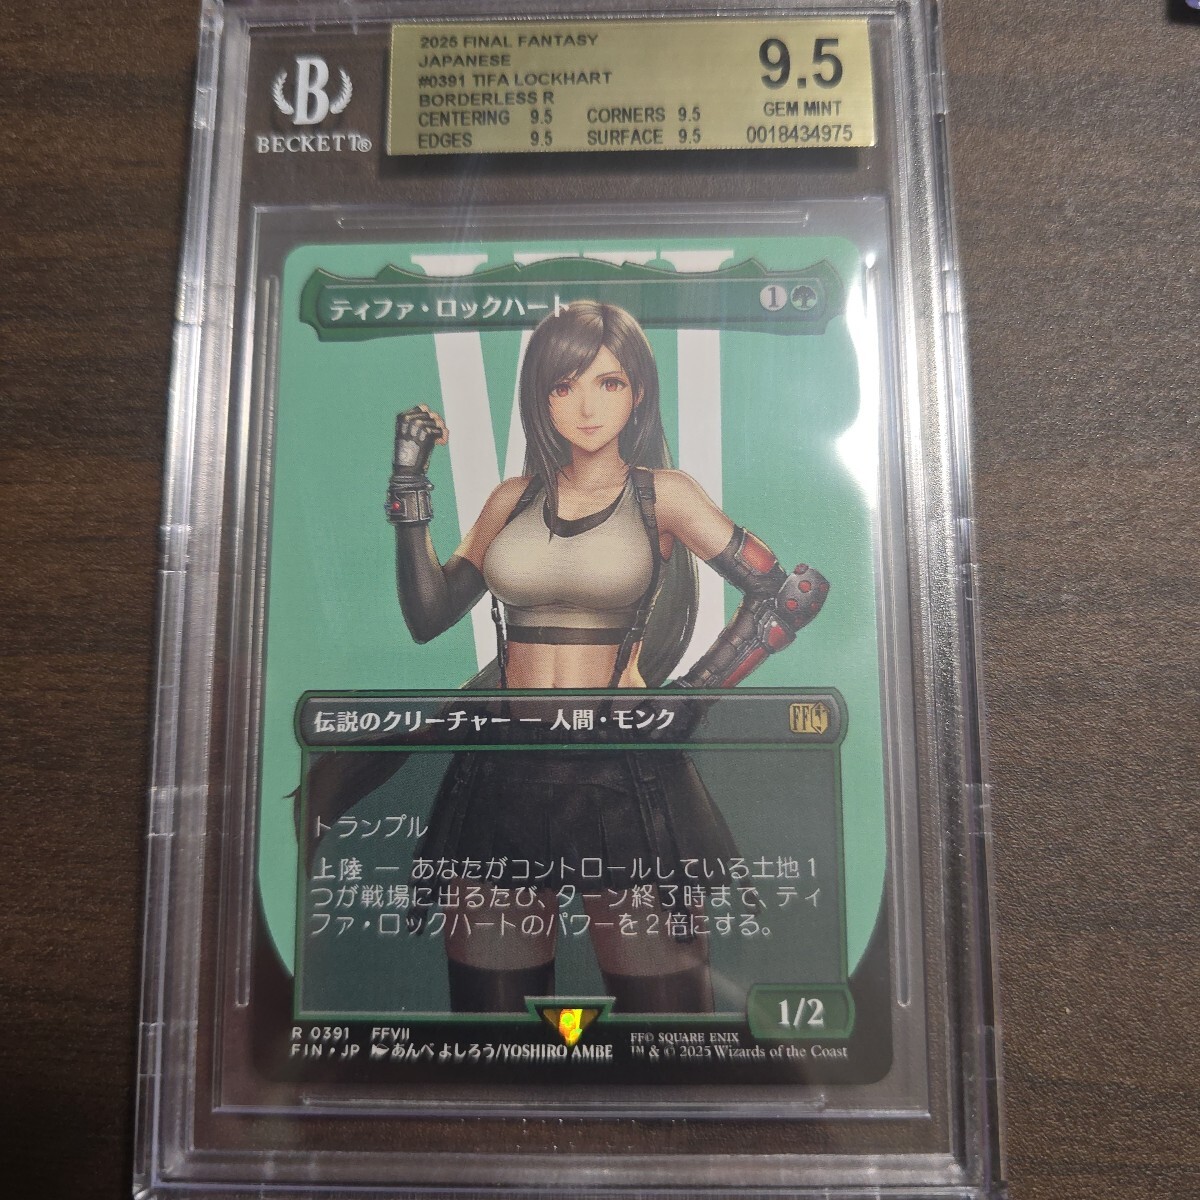 B
BECKETT®
2025 FINAL FANTASY
JAPANESE
#0391 TIFA LOCKHART
BORDERLESS R
CENTERING 9.5 CORNERS 9.5
EDGES 9.5 SURFACE 9.5
9.5
GEM MINT
0018434975
VII
ティファ・ロックハート 1
伝説のクリーチャー — 人間・モンク FF
トランプル
上陸 — あなたがコントロールしている土地1
つが戦場に出るたび、ターン終了時まで、ティ
ファ・ロックハートのパワーを2倍にする。
1/2
R 0391 FFVII
FIN・JP あんべ よしろう/YOSHIRO AMBE
FF© SQUARE ENIX
™ & © 2025 Wizards of the Coast